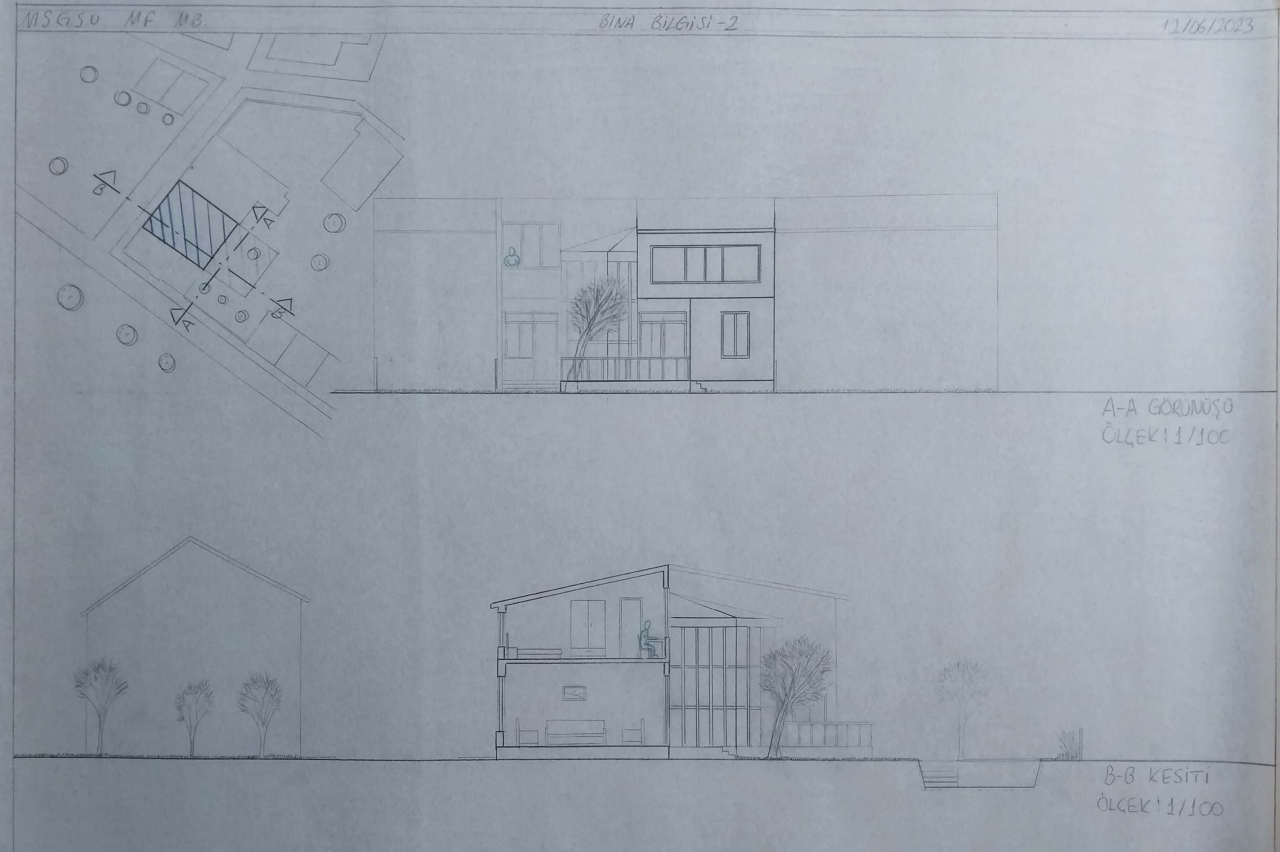 MSGSÜ MF MB.
BİNA BİLGİSİ-2
12/06/2023
B
A
A
B
A-A GÖRÜNÜŞÜ
ÖLÇEK:1/100
B-B KESİTİ
ÖLÇEK:1/100